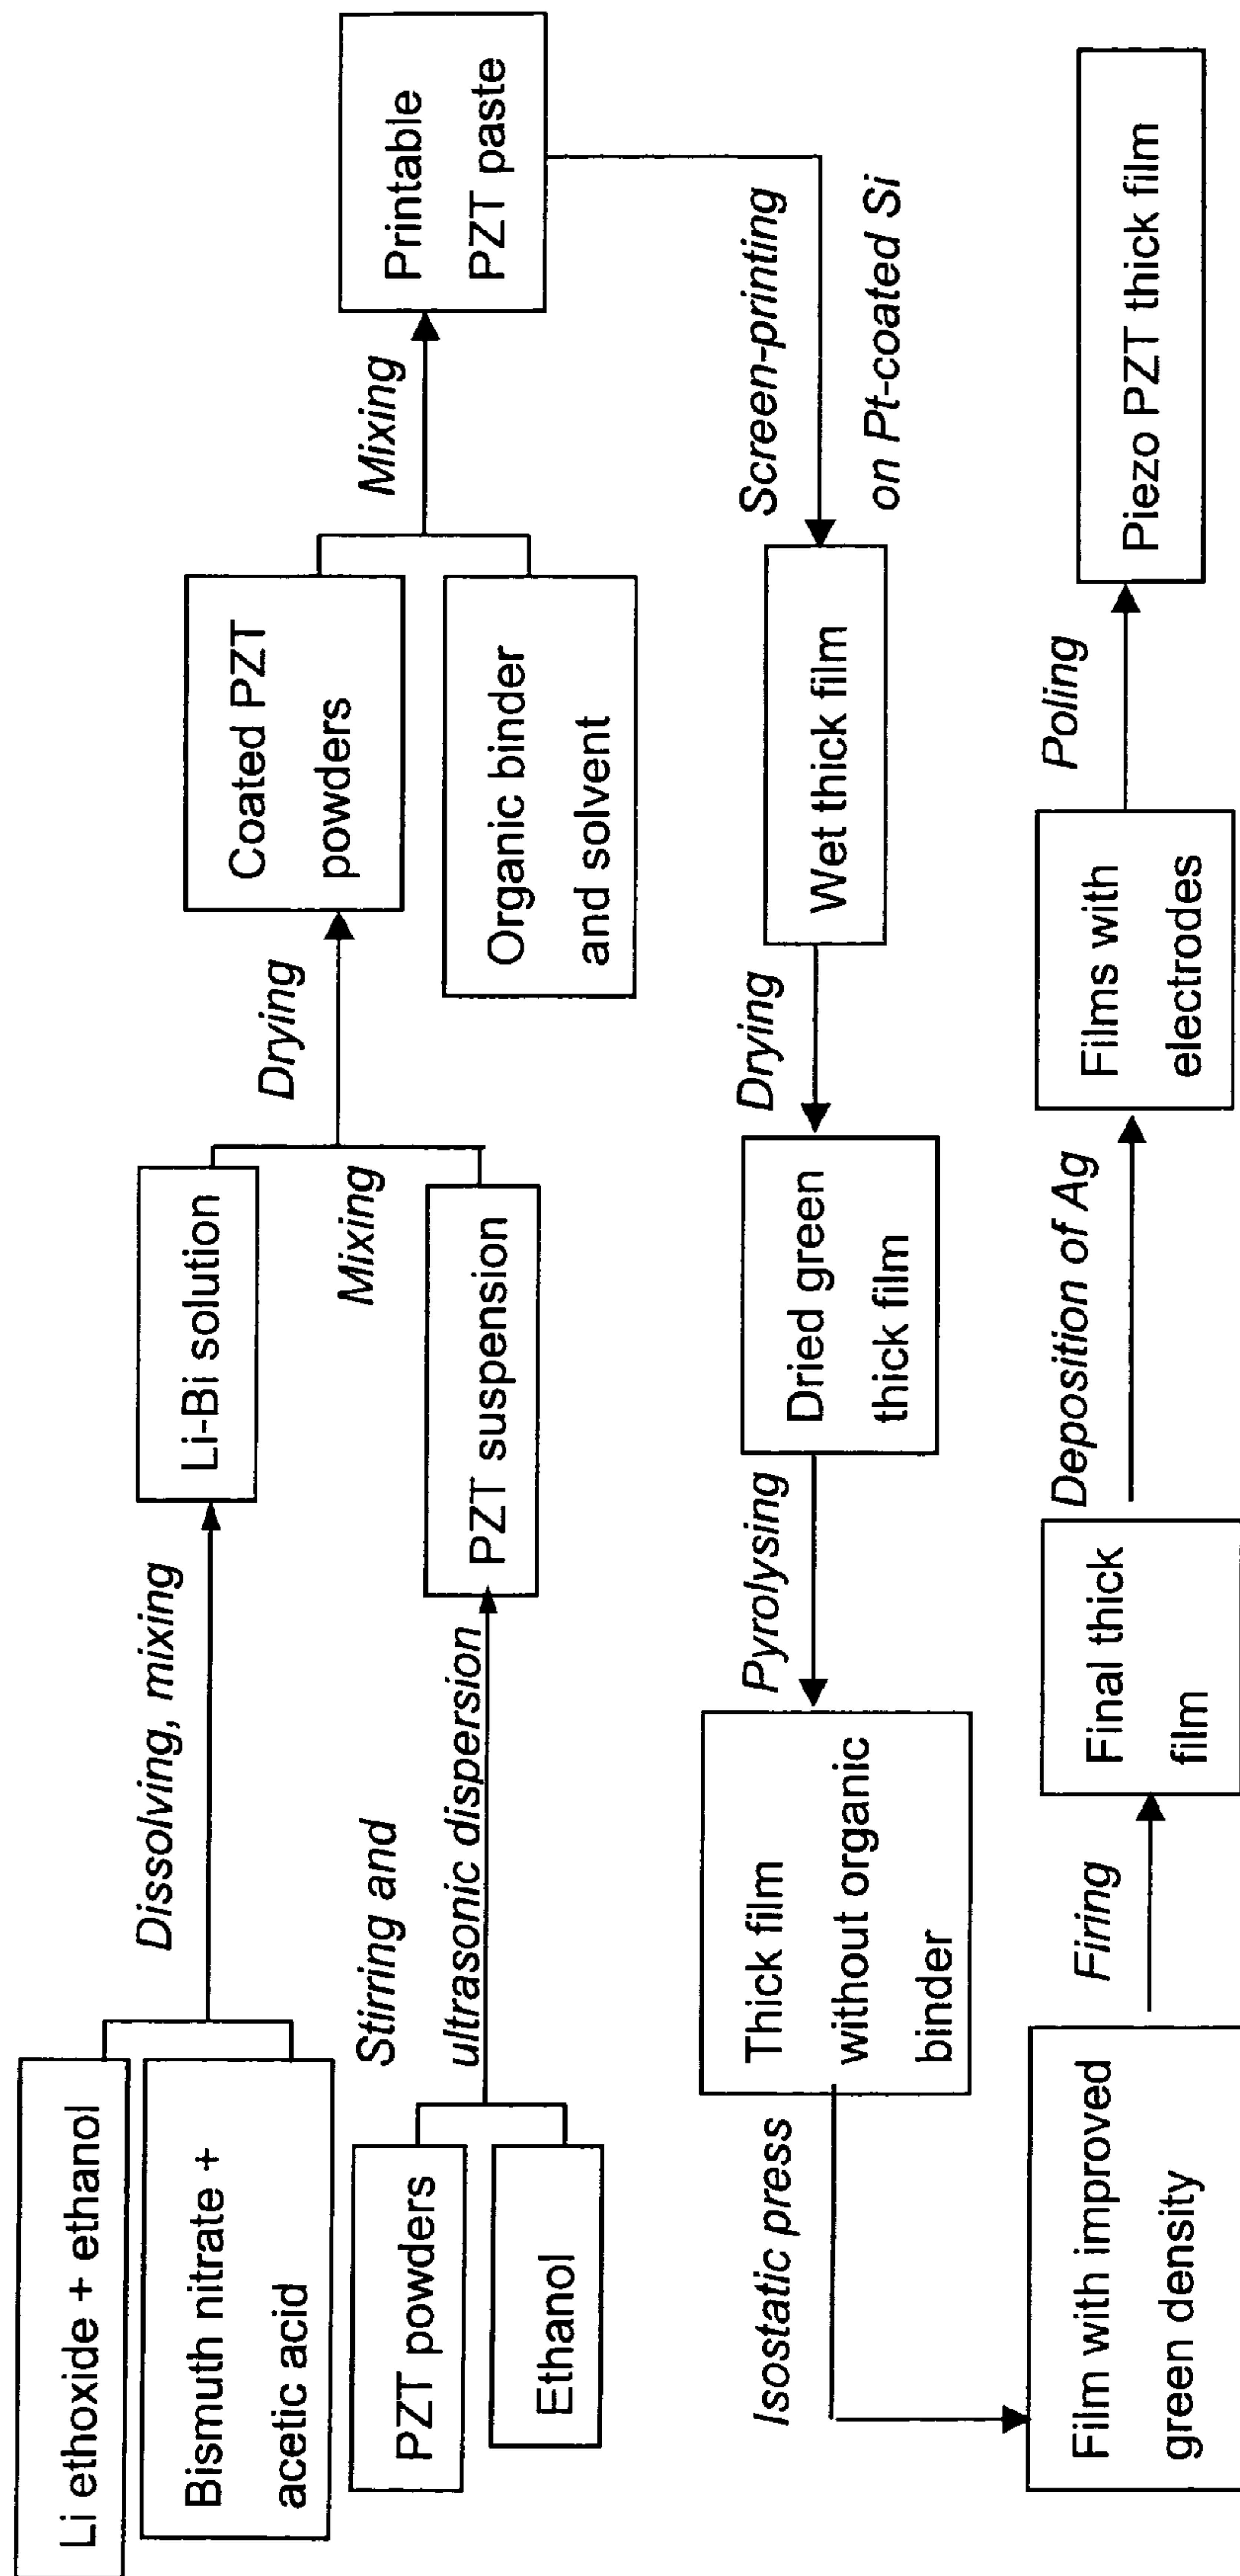 Li ethoxide + ethanol
Bismuth nitrate +
acetic acid
Dissolving, mixing
Li-Bi solution
PZT powders
Ethanol
Stirring and
ultrasonic dispersion
PZT suspension
Mixing
Drying
Coated PZT
powders
Organic binder
and solvent
Mixing
Printable
PZT paste
Screen-printing
on Pt-coated Si
Wet thick film
Drying
Dried green
thick film
Pyrolysing
Thick film
without organic
binder
Isostatic press
Film with improved
green density
Firing
Final thick
film
Deposition of Ag
Films with
electrodes
Poling
Piezo PZT thick film